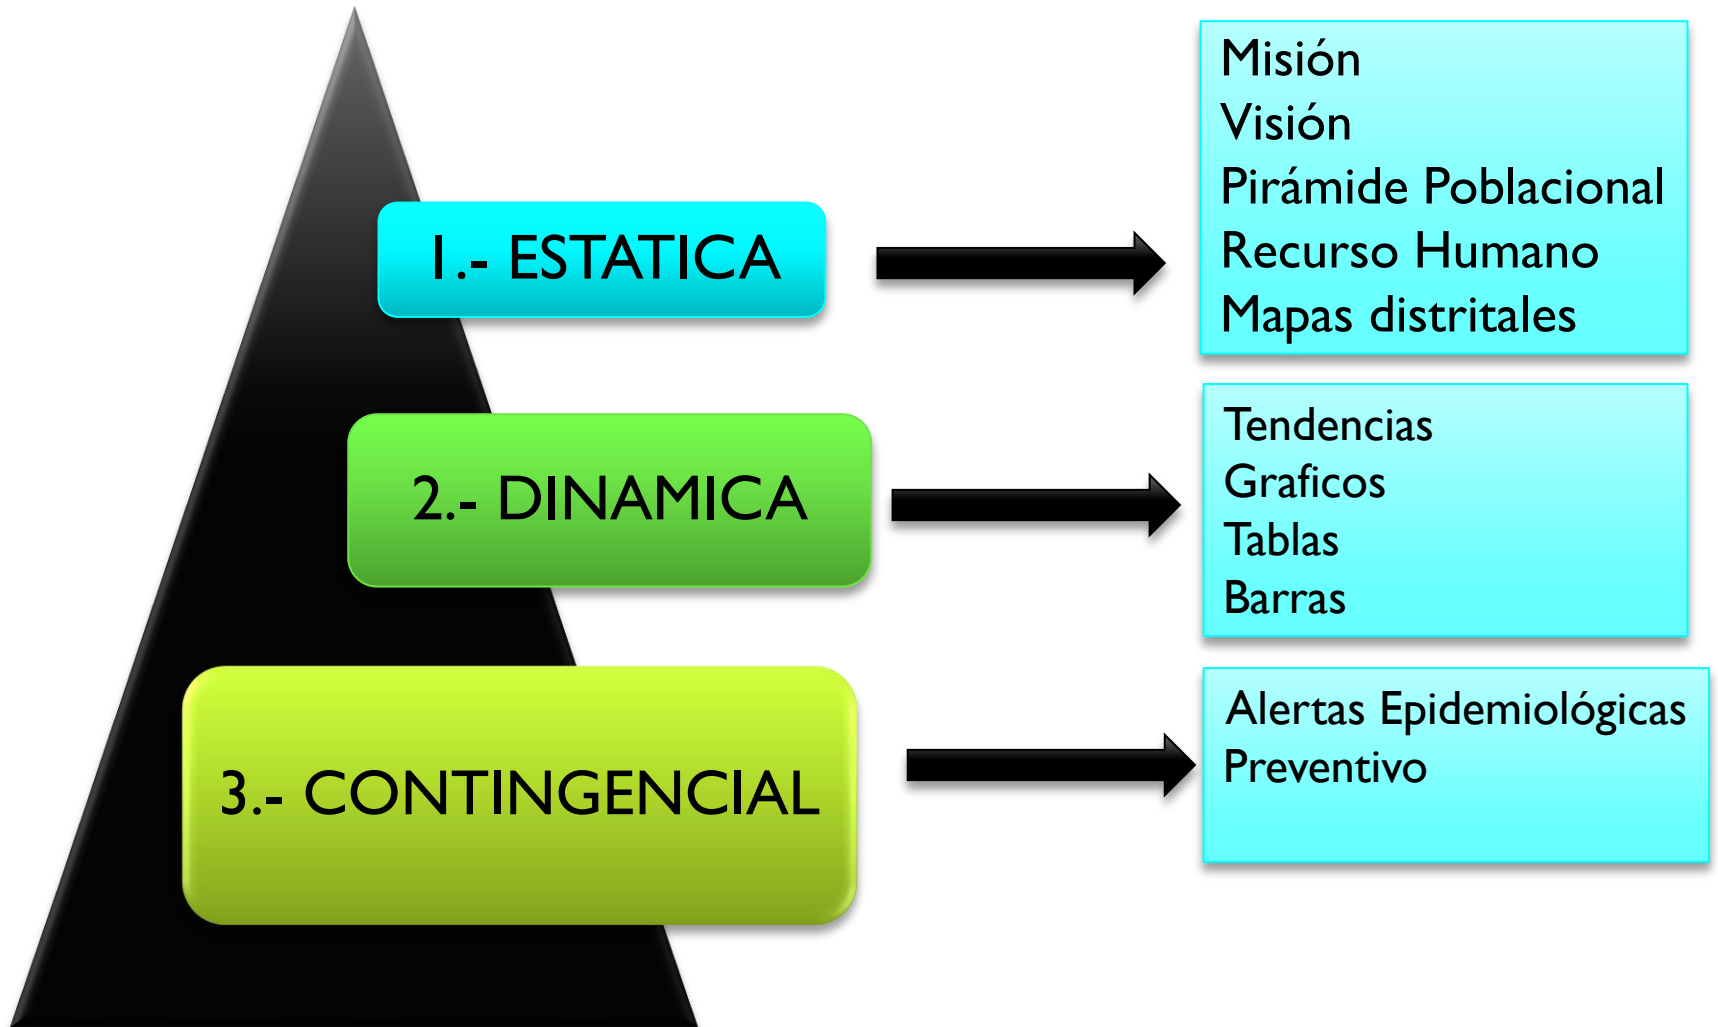 1.- ESTATICA
Misión
Visión
Pirámide Poblacional
Recurso Humano
Mapas distritales
2.- DINAMICA
Tendencias
Graficos
Tablas
Barras
3.- CONTINGENCIAL
Alertas Epidemiológicas
Preventivo